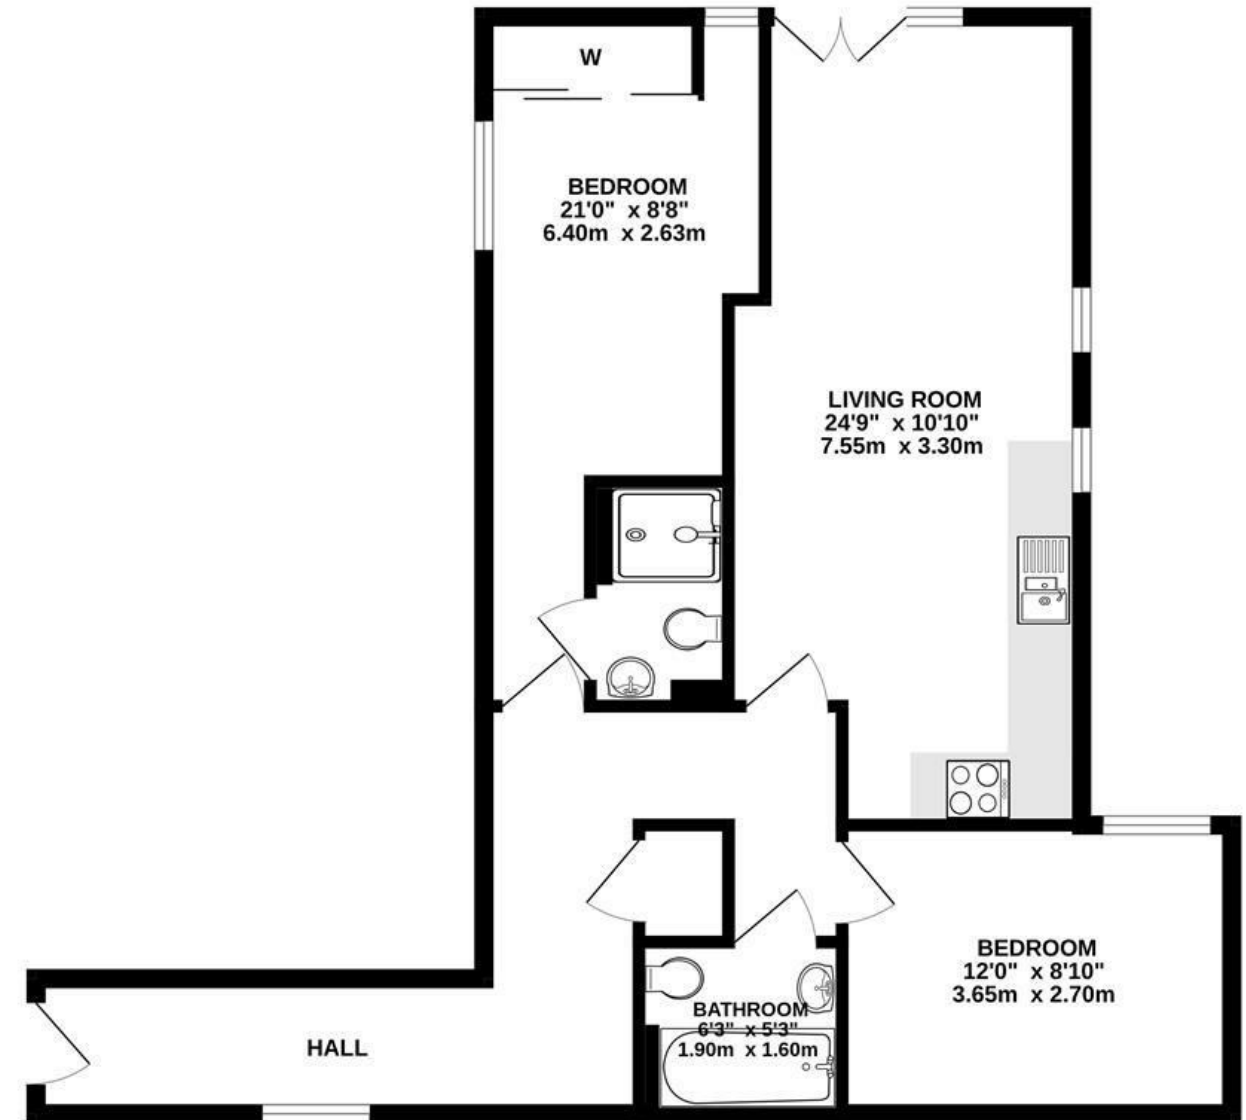 W
BEDROOM
21'0" x 8'8"
6.40m x 2.63m
LIVING ROOM
24'9" x 10'10"
7.55m x 3.30m
BEDROOM
12'0" x 8'10"
3.65m x 2.70m
BATHROOM
6'3" x 5'3"
1.90m x 1.60m
HALL